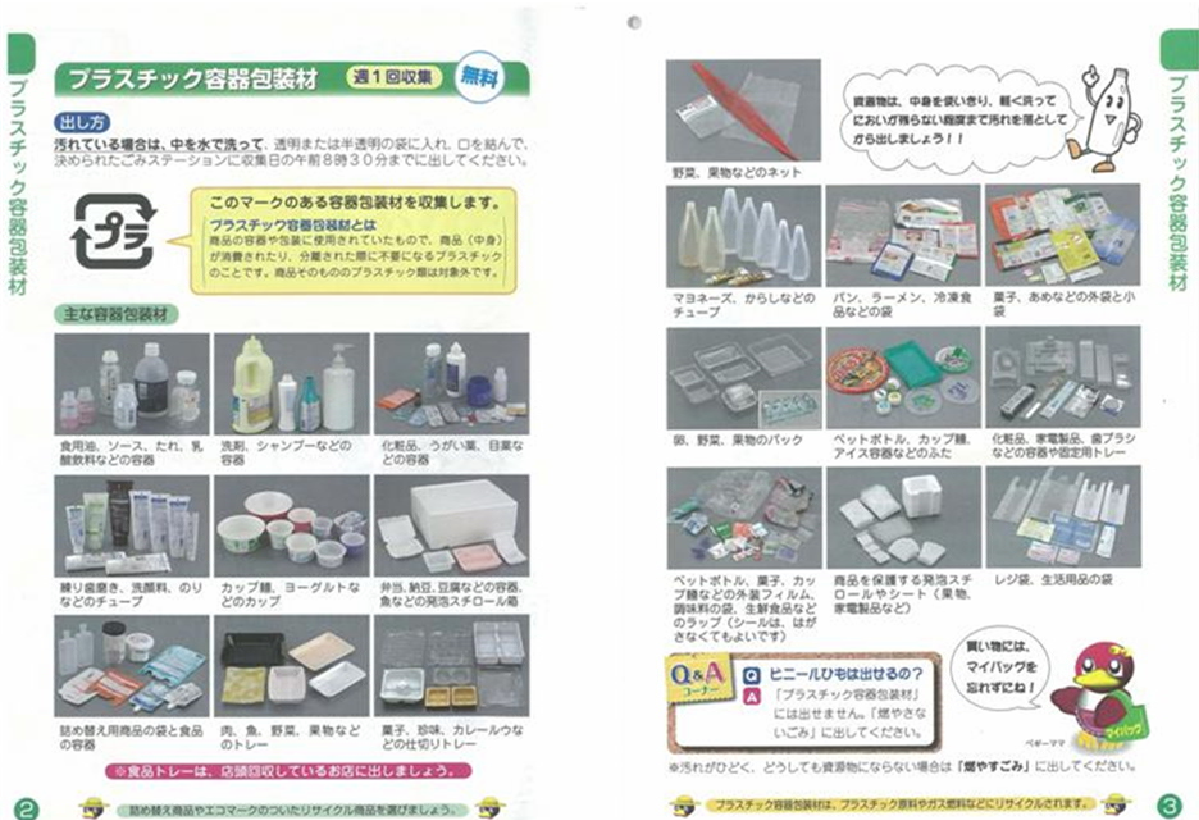 プラスチック容器包装材
プラスチック容器包装材 週1回収集 無料
出し方
汚れている場合は、中を水で洗って、透明または半透明の袋に入れ、口を結んで、
決められたごみステーションに収集日の午前8時30分までに出してください。
プラ
このマークのある容器包装材を収集します。
プラスチック容器包装材とは
商品の容器や包装に使用されていたもので、商品（中身）
が消費されたり、分離された際に不要になるプラスチック
のことです。商品そのもののプラスチック類は対象外です。
主な容器包装材
食用油、ソース、たれ、乳
酸飲料などの容器
洗剤、シャンプーなどの
容器
化粧品、うがい薬、目薬な
どの容器
練り歯磨き、洗顔料、のり
などのチューブ
カップ麺、ヨーグルトな
どのカップ
弁当、納豆、豆腐などの容器、
魚などの発泡スチロール箱
詰め替え用商品の袋と食品
の容器
肉、魚、野菜、果物など
のトレー
菓子、珍味、カレールウな
どの仕切りトレー
※食品トレーは、店頭回収しているお店に出しましょう。
2
詰め替え商品やエコマークのついたリサイクル商品を選びましょう。
野菜、果物などのネット
資源物は、中身を使いきり、軽く洗って
においが残らない程度まで汚れを落として
から出しましょう！！
プラスチック容器包装材
マヨネーズ、からしなどの
チューブ
パン、ラーメン、冷凍食
品などの袋
菓子、あめなどの外袋と小
袋
卵、野菜、果物のパック
ペットボトル、カップ麺、
アイス容器などのふた
化粧品、家電製品、歯ブラシ
などの容器や固定用トレー
ペットボトル、菓子、カッ
プ麺などの外装フィルム、
調味料の袋、生鮮食品など
のラップ（シールは、はが
さなくてもよいです）
商品を保護する発泡スチ
ロールやシート（果物、
家電製品など）
レジ袋、生活用品の袋
Q&A
コーナー
Q ビニールひもは出せるの？
A 「プラスチック容器包装材」
には出せません。「燃やさな
いごみ」に出してください。
買い物には、
マイバッグを
忘れずにね！
マイバッグ
ペギーママ
※汚れがひどく、どうしても資源物にならない場合は「燃やすごみ」に出してください。
プラスチック容器包装材は、プラスチック原料やガス燃料などにリサイクルされます。
3